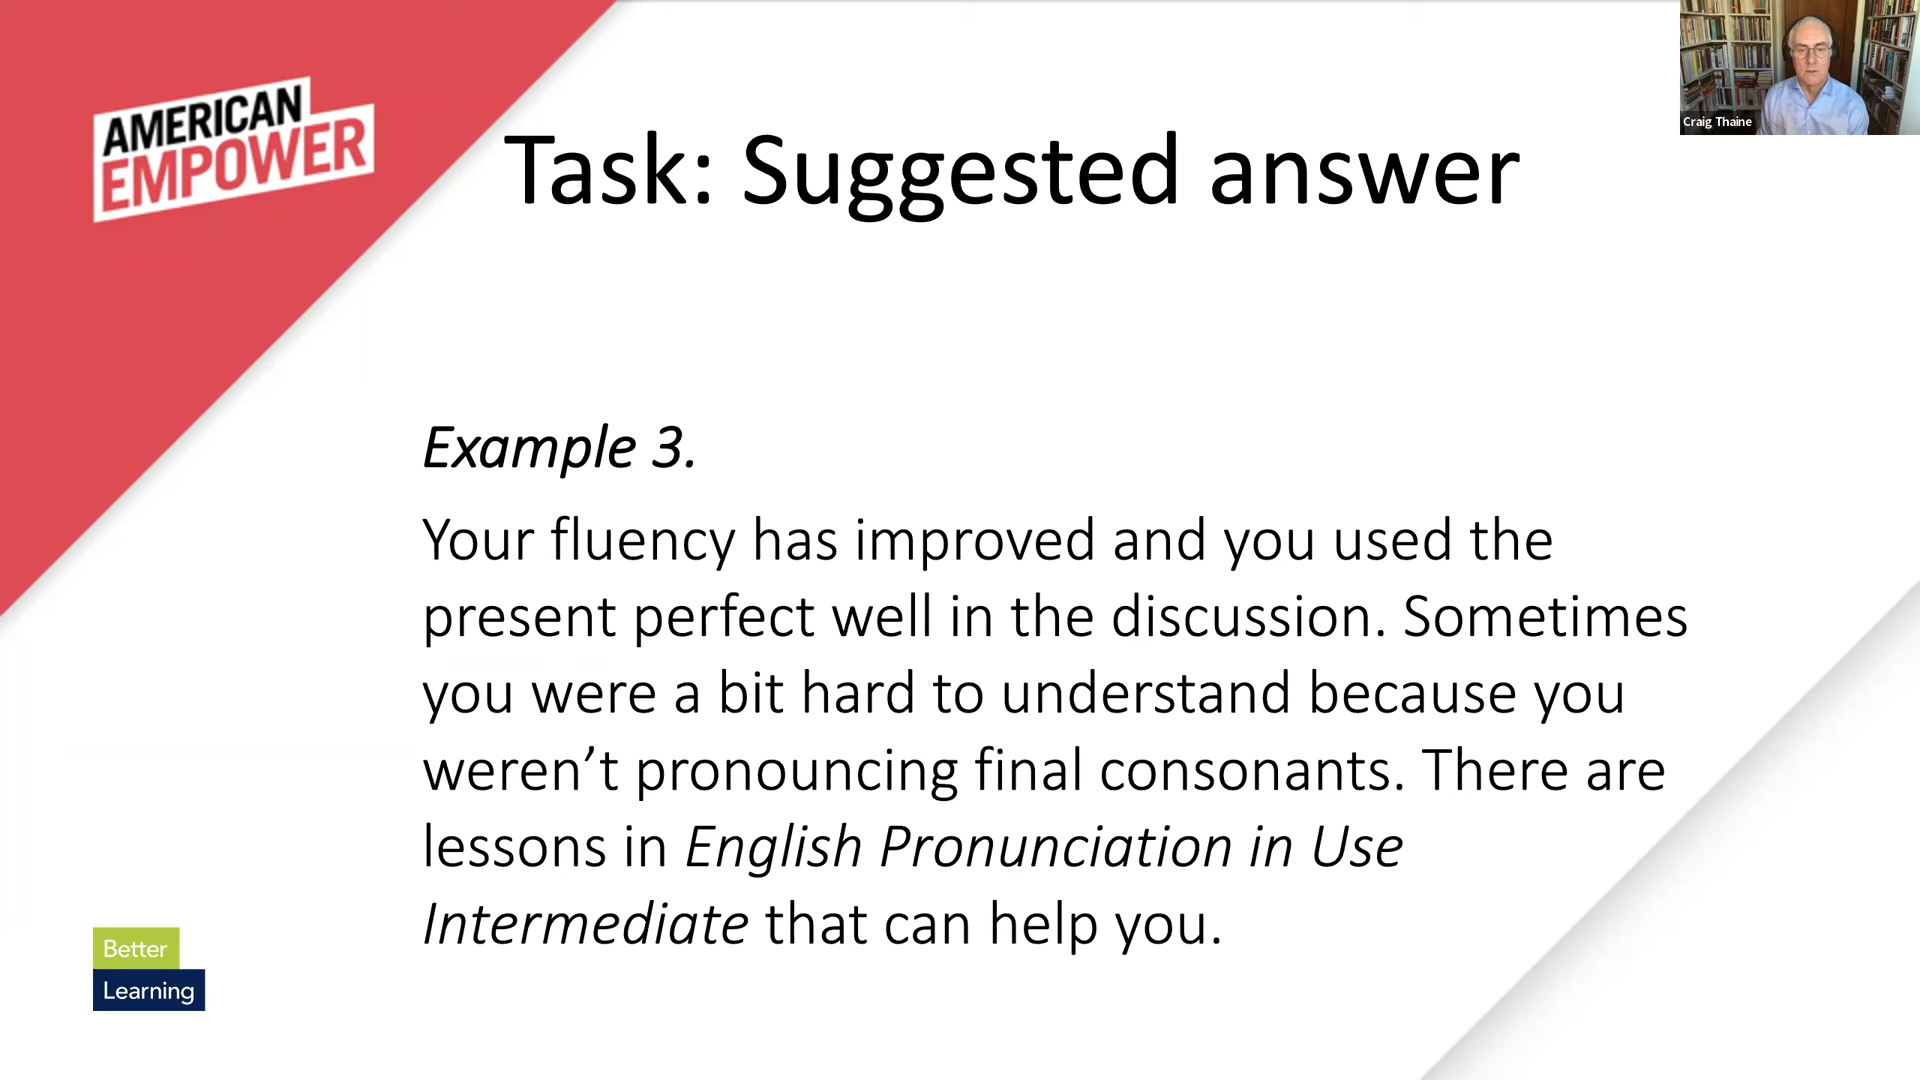 AMERICAN
EMPOWER
Craig Thaine
Task: Suggested answer
Example 3.
Your fluency has improved and you used the
present perfect well in the discussion. Sometimes
you were a bit hard to understand because you
weren’t pronouncing final consonants. There are
lessons in English Pronunciation in Use
Intermediate that can help you.
Better
Learning